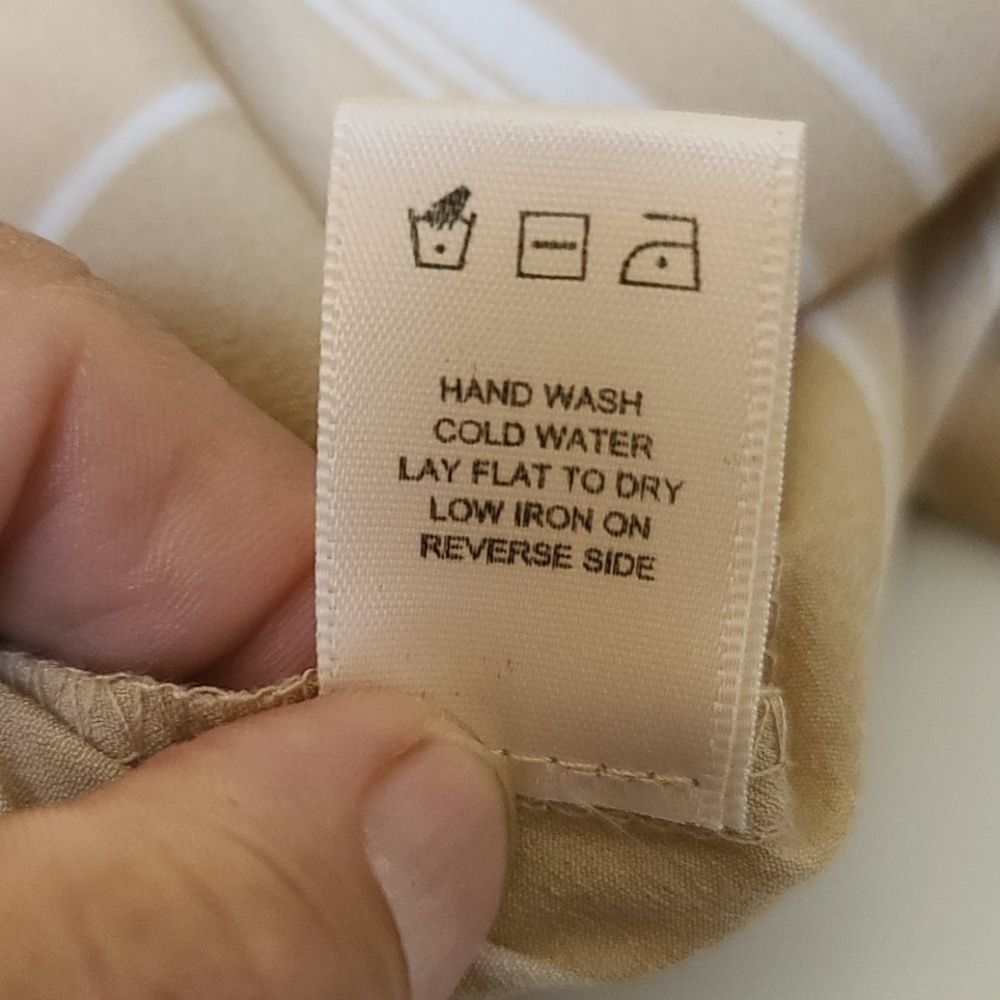 HAND WASH
COLD WATER
LAY FLAT TO DRY
LOW IRON ON
REVERSE SIDE